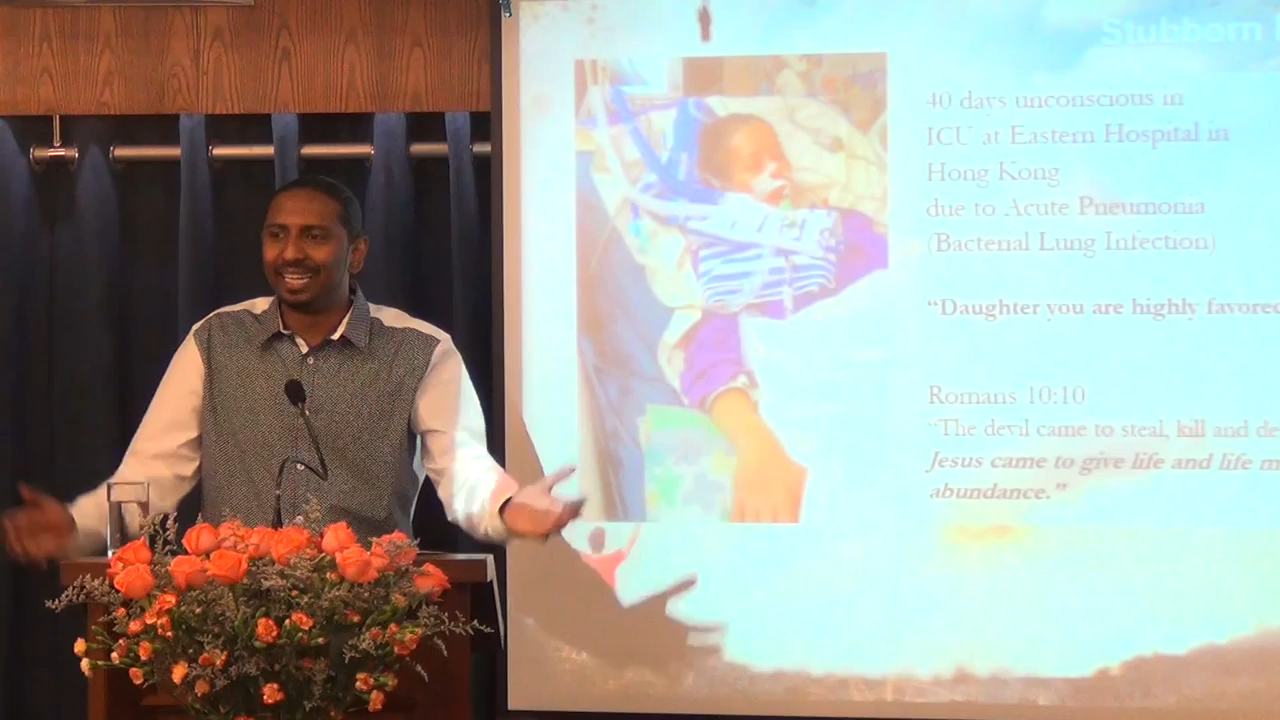 Stubborn
40 days unconscious in
ICU at Eastern Hospital in
Hong Kong
due to Acute Pneumonia
(Bacterial Lung Infection)
“Daughter you are highly favored
Romans 10:10
“The devil came to steal, kill and de
Jesus came to give life and life m
abundance.”